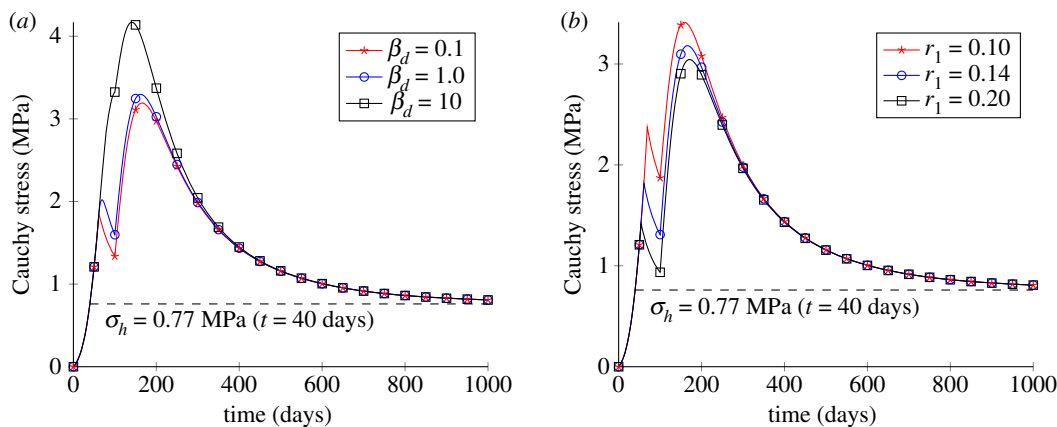 (a)
4
3
2
1
0
Cauchy stress (MPa)
β_d = 0.1
β_d = 1.0
β_d = 10
σ_h = 0.77 MPa (t = 40 days)
0 200 400 600 800 1000
time (days)
(b)
3
2
1
0
Cauchy stress (MPa)
r_1 = 0.10
r_1 = 0.14
r_1 = 0.20
σ_h = 0.77 MPa (t = 40 days)
0 200 400 600 800 1000
time (days)